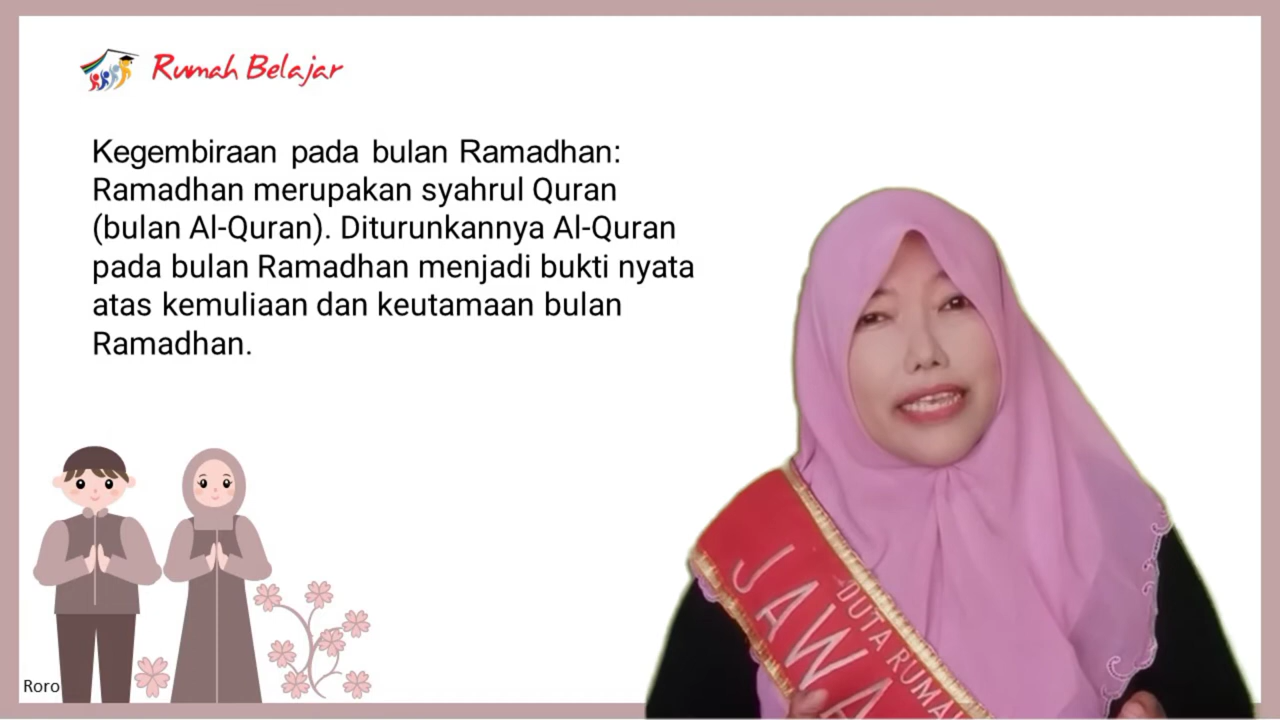 Rumah Belajar
Kegembiraan pada bulan Ramadhan:
Ramadhan merupakan syahrul Quran
(bulan Al-Quran). Diturunkannya Al-Quran
pada bulan Ramadhan menjadi bukti nyata
atas kemuliaan dan keutamaan bulan
Ramadhan.
DUTA
JAWA
Roro